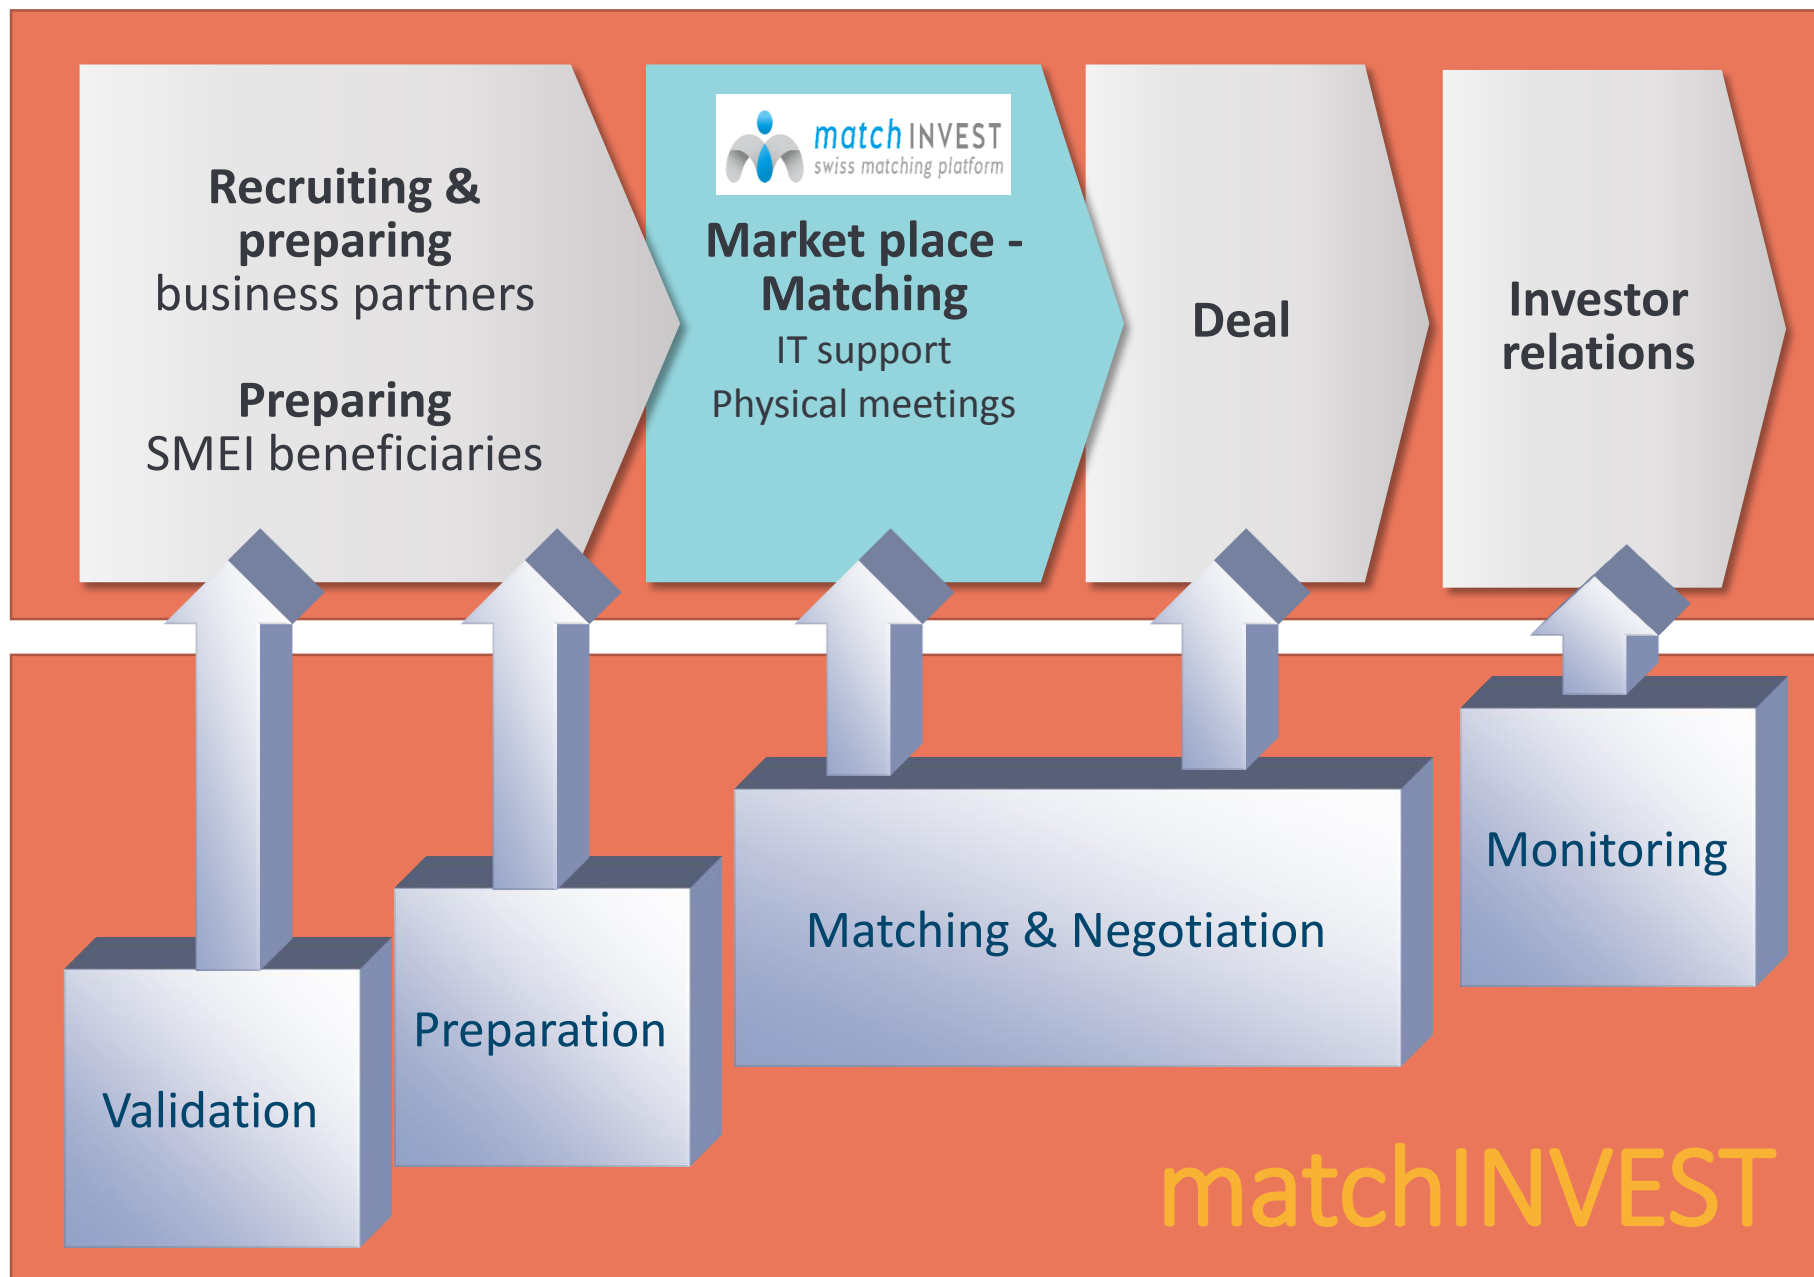 Recruiting &
preparing
business partners
Preparing
SMEI beneficiaries
match INVEST
swiss matching platform
Market place -
Matching
IT support
Physical meetings
Deal
Investor
relations
Validation
Preparation
Matching & Negotiation
Monitoring
matchINVEST